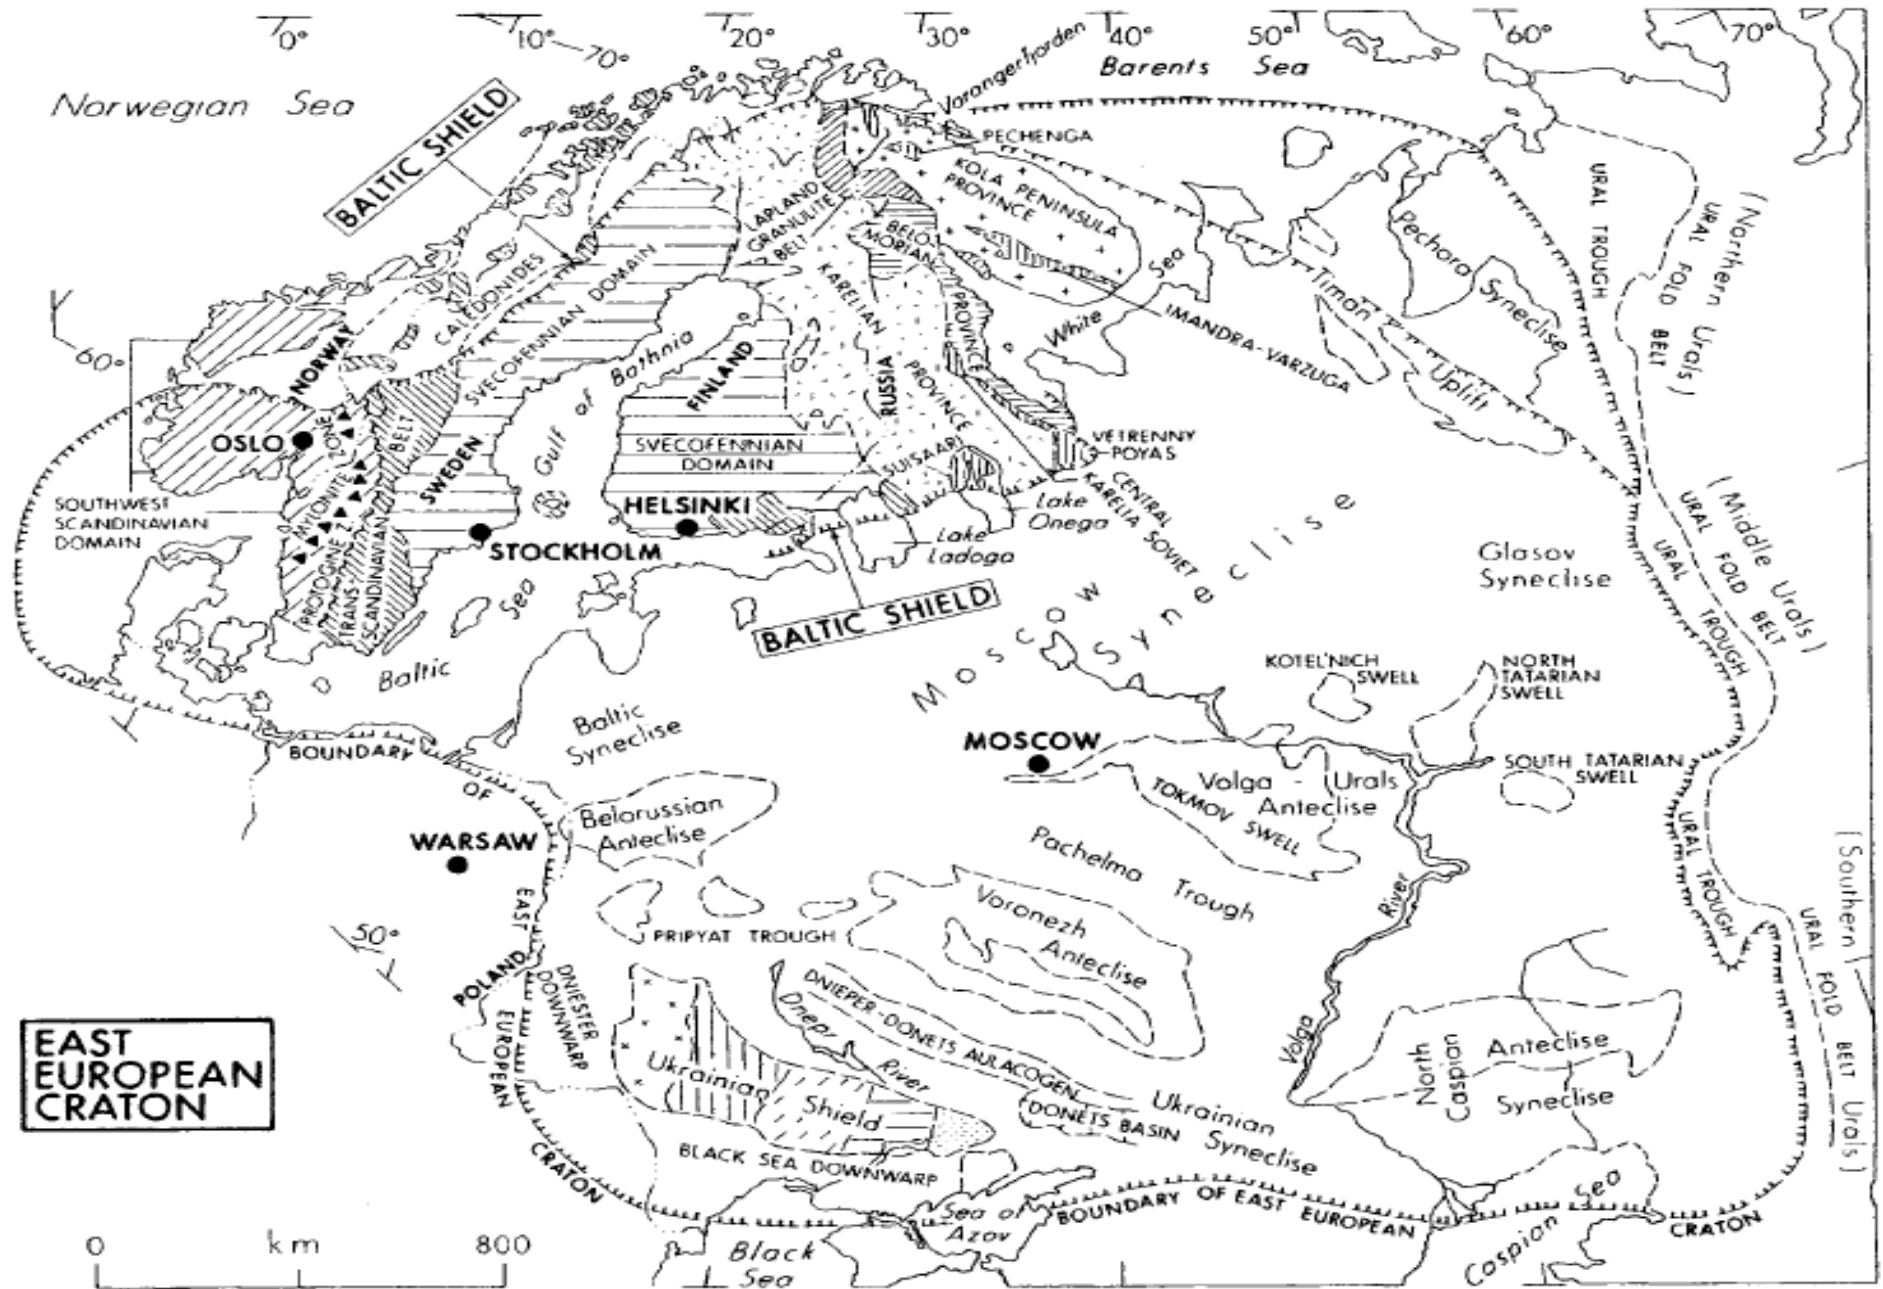 0°
10°
70°
20°
30°
40°
50°
60°
70°
Norwegian Sea
Barents Sea
Varangerfjorden
BALTIC SHIELD
PECHENGA
KOLA PENINSULA
PROVINCE
LAPLAND
GRANULITE
BELT
BELO-
MORIAN
PROVINCE
KARELIAN
PROVINCE
RUSSIA
White Sea
IMANDRA-VARZUGA
Timan Uplift
Pechora Syneclise
URAL TROUGH
URAL FOLD BELT
(Northern Urals)
CALEDONIDES
SVECOFENNIAN DOMAIN
NORWAY
60°
OSLO
SOUTHWEST
SCANDINAVIAN
DOMAIN
MYLONITE ZONE
PROTOGINE Z
TRANS-
SCANDINAVIAN
BELT
SWEDEN
Gulf of Bothnia
FINLAND
SVECOFENNIAN
DOMAIN
HELSINKI
STOCKHOLM
SUISAARI
VETRENNY
POYAS
CENTRAL
KARELIA SOVIET
Lake
Onega
Lake
Ladoga
BALTIC SHIELD
Baltic Sea
Moscow
Syneclise
Glasov
Syneclise
URAL TROUGH
URAL FOLD BELT
(Middle Urals)
KOTEL'NICH
SWELL
NORTH
TATARIAN
SWELL
SOUTH TATARIAN
SWELL
MOSCOW
Volga - Urals
Anteclise
TOKMOV SWELL
Pachelma Trough
Baltic
Syneclise
Belorussian
Anteclise
BOUNDARY OF EAST EUROPEAN CRATON
WARSAW
POLAND
50°
PRIPYAT TROUGH
Voronezh
Anteclise
DNIESTER
DOWNWARP
Ukrainian Shield
Dnepr River
DNIEPER-DONETS AULACOGEN
DONETS BASIN
Ukrainian
Syneclise
BLACK SEA DOWNWARP
Volga River
North
Caspian
Anteclise
Syneclise
URAL TROUGH
URAL FOLD BELT
(Southern Urals)
EAST
EUROPEAN
CRATON
0 km 800
Black
Sea
Sea of
Azov
BOUNDARY OF EAST EUROPEAN CRATON
Caspian Sea